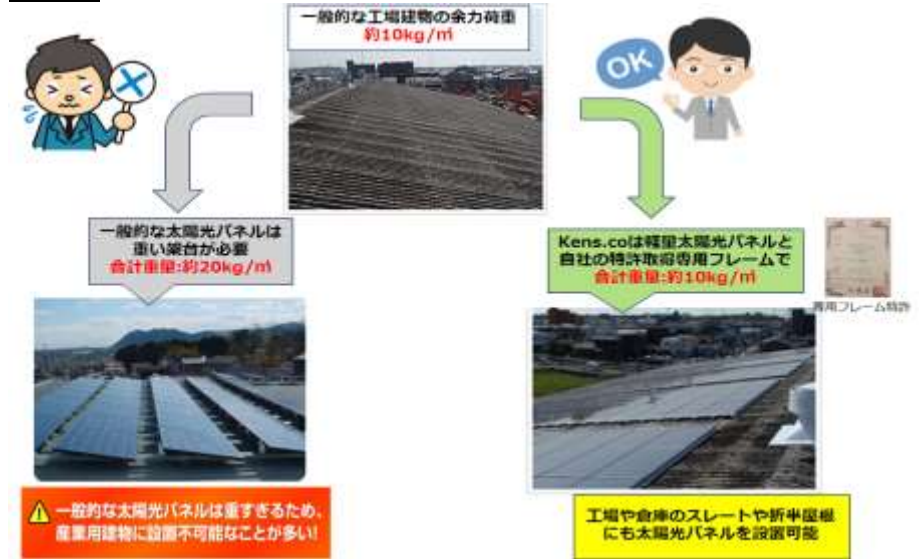 一般的な工場建物の余力荷重
約10kg/㎡
OK
一般的な太陽光パネルは
重い架台が必要
合計重量:約20kg/㎡
Kens.coは軽量太陽光パネルと
自社の特許取得専用フレームで
合計重量:約10kg/㎡
専用フレーム特許
一般的な太陽光パネルは重すぎるため、
産業用建物に設置不可能なことが多い!
工場や倉庫のスレートや折半屋根
にも太陽光パネルを設置可能